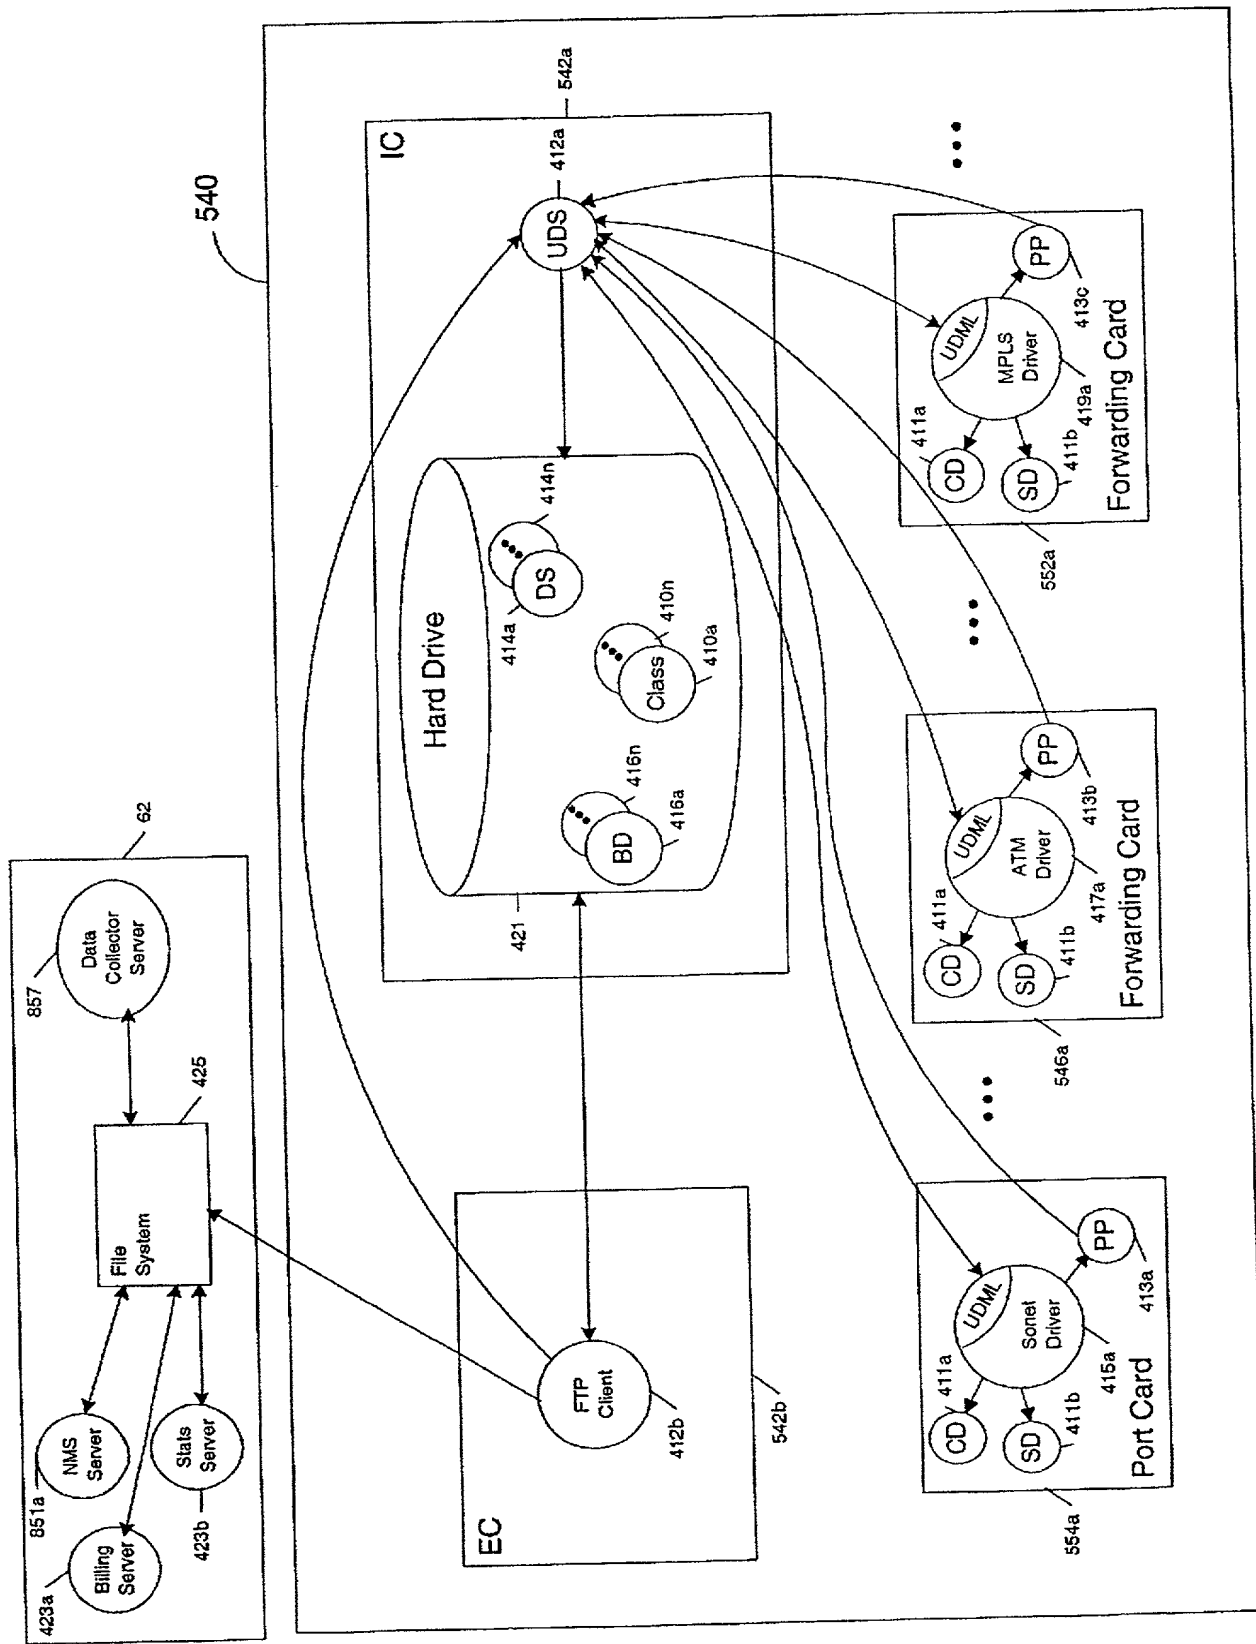 62
857
Data
Collector
Server
425
File
System
851a
NMS
Server
423a
Billing
Server
Stats
Server
423b
540
IC
542a
412a
UDS
Hard Drive
421
414n
414a
DS
410n
Class
410a
416n
BD
416a
EC
FTP
Client
412b
542b
411a
CD
UDML
Sonet
Driver
SD
411b
PP
413a
415a
Port Card
554a
•••
411a
CD
UDML
ATM
Driver
SD
411b
PP
413b
417a
Forwarding Card
546a
•••
411a
CD
UDML
MPLS
Driver
SD
411b
PP
413c
419a
Forwarding Card
552a
•••